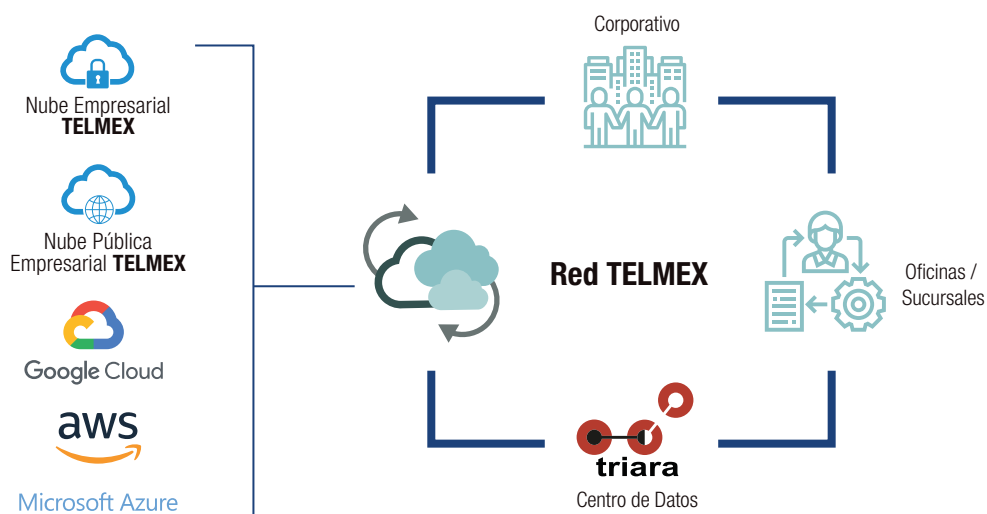 Nube Empresarial
TELMEX
Nube Pública
Empresarial TELMEX
Google Cloud
aws
Microsoft Azure
Corporativo
Red TELMEX
Oficinas /
Sucursales
triara
Centro de Datos